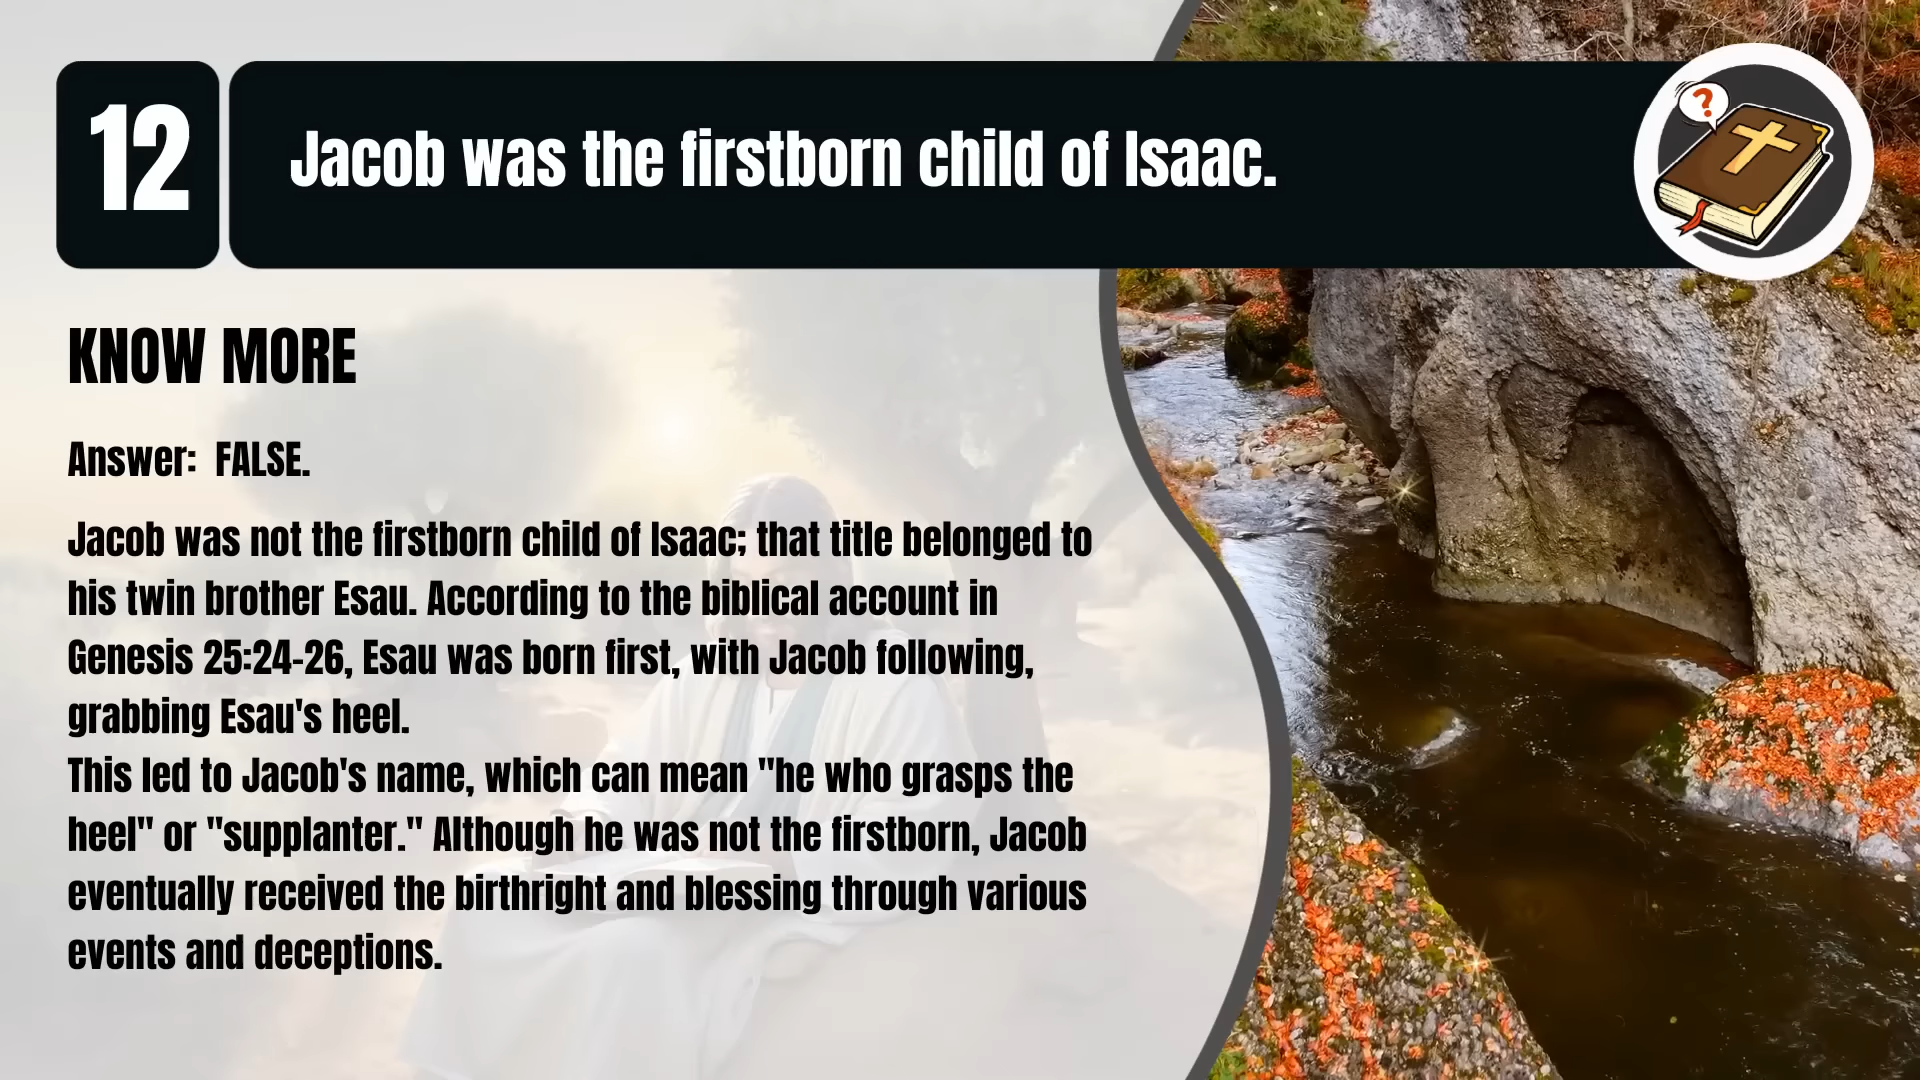 12
Jacob was the firstborn child of Isaac.
?
KNOW MORE
Answer: FALSE.
Jacob was not the firstborn child of Isaac; that title belonged to
his twin brother Esau. According to the biblical account in
Genesis 25:24-26, Esau was born first, with Jacob following,
grabbing Esau's heel.
This led to Jacob's name, which can mean "he who grasps the
heel" or "supplanter." Although he was not the firstborn, Jacob
eventually received the birthright and blessing through various
events and deceptions.